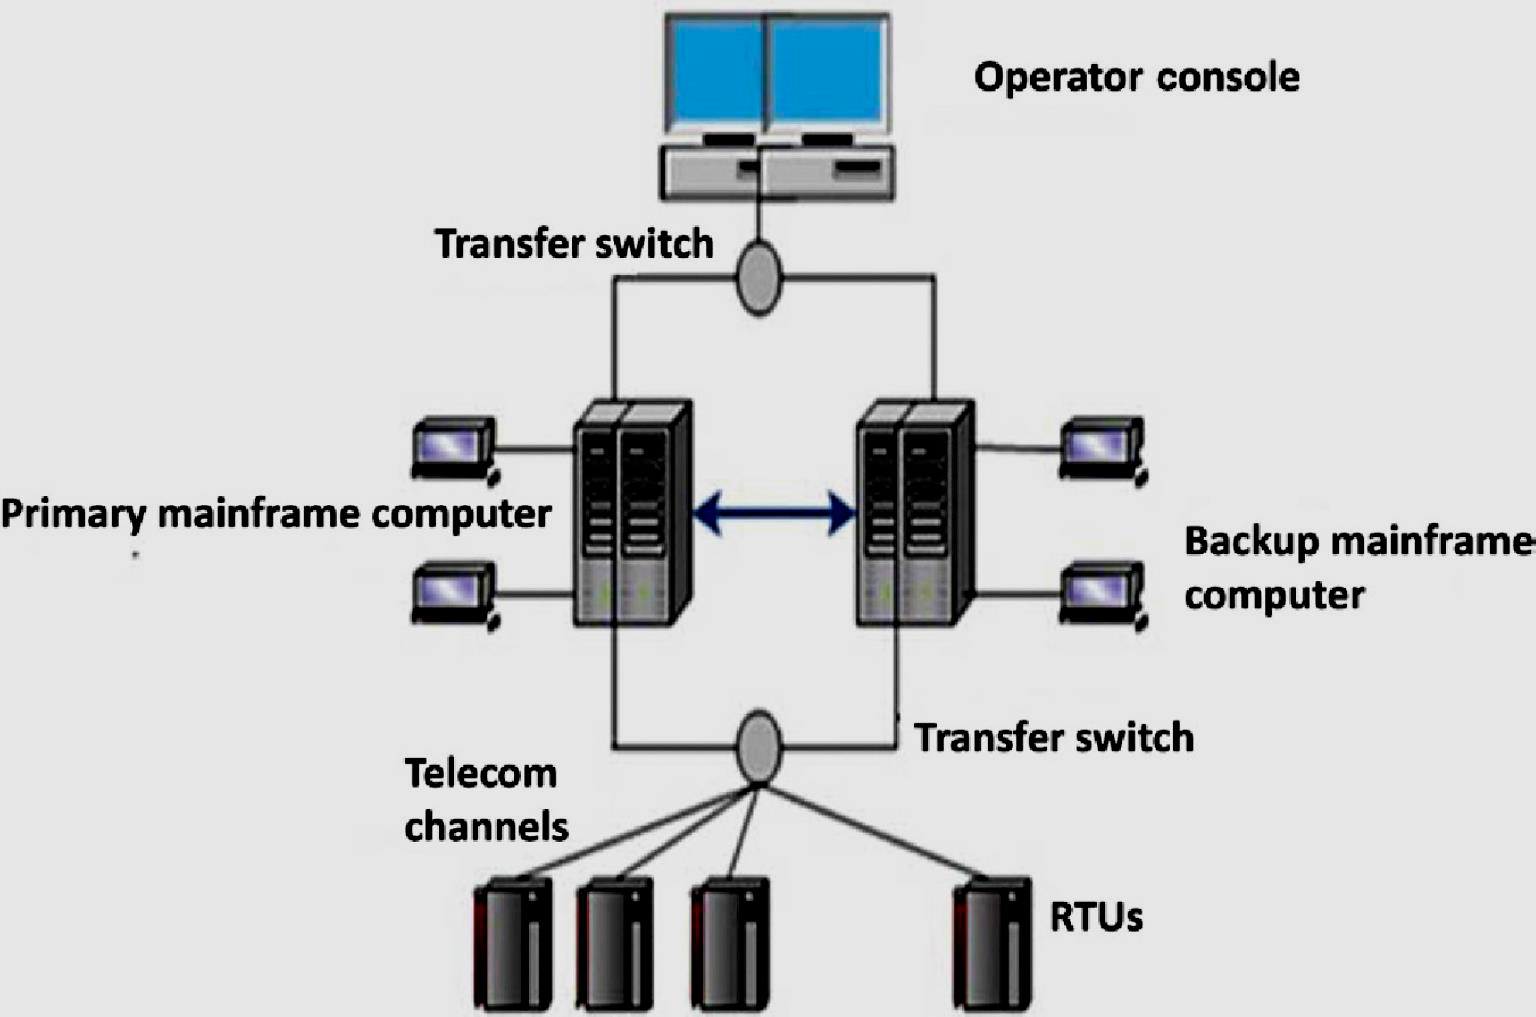 Operator console
Transfer switch
Primary mainframe computer
Backup mainframe
computer
Transfer switch
Telecom
channels
RTUs